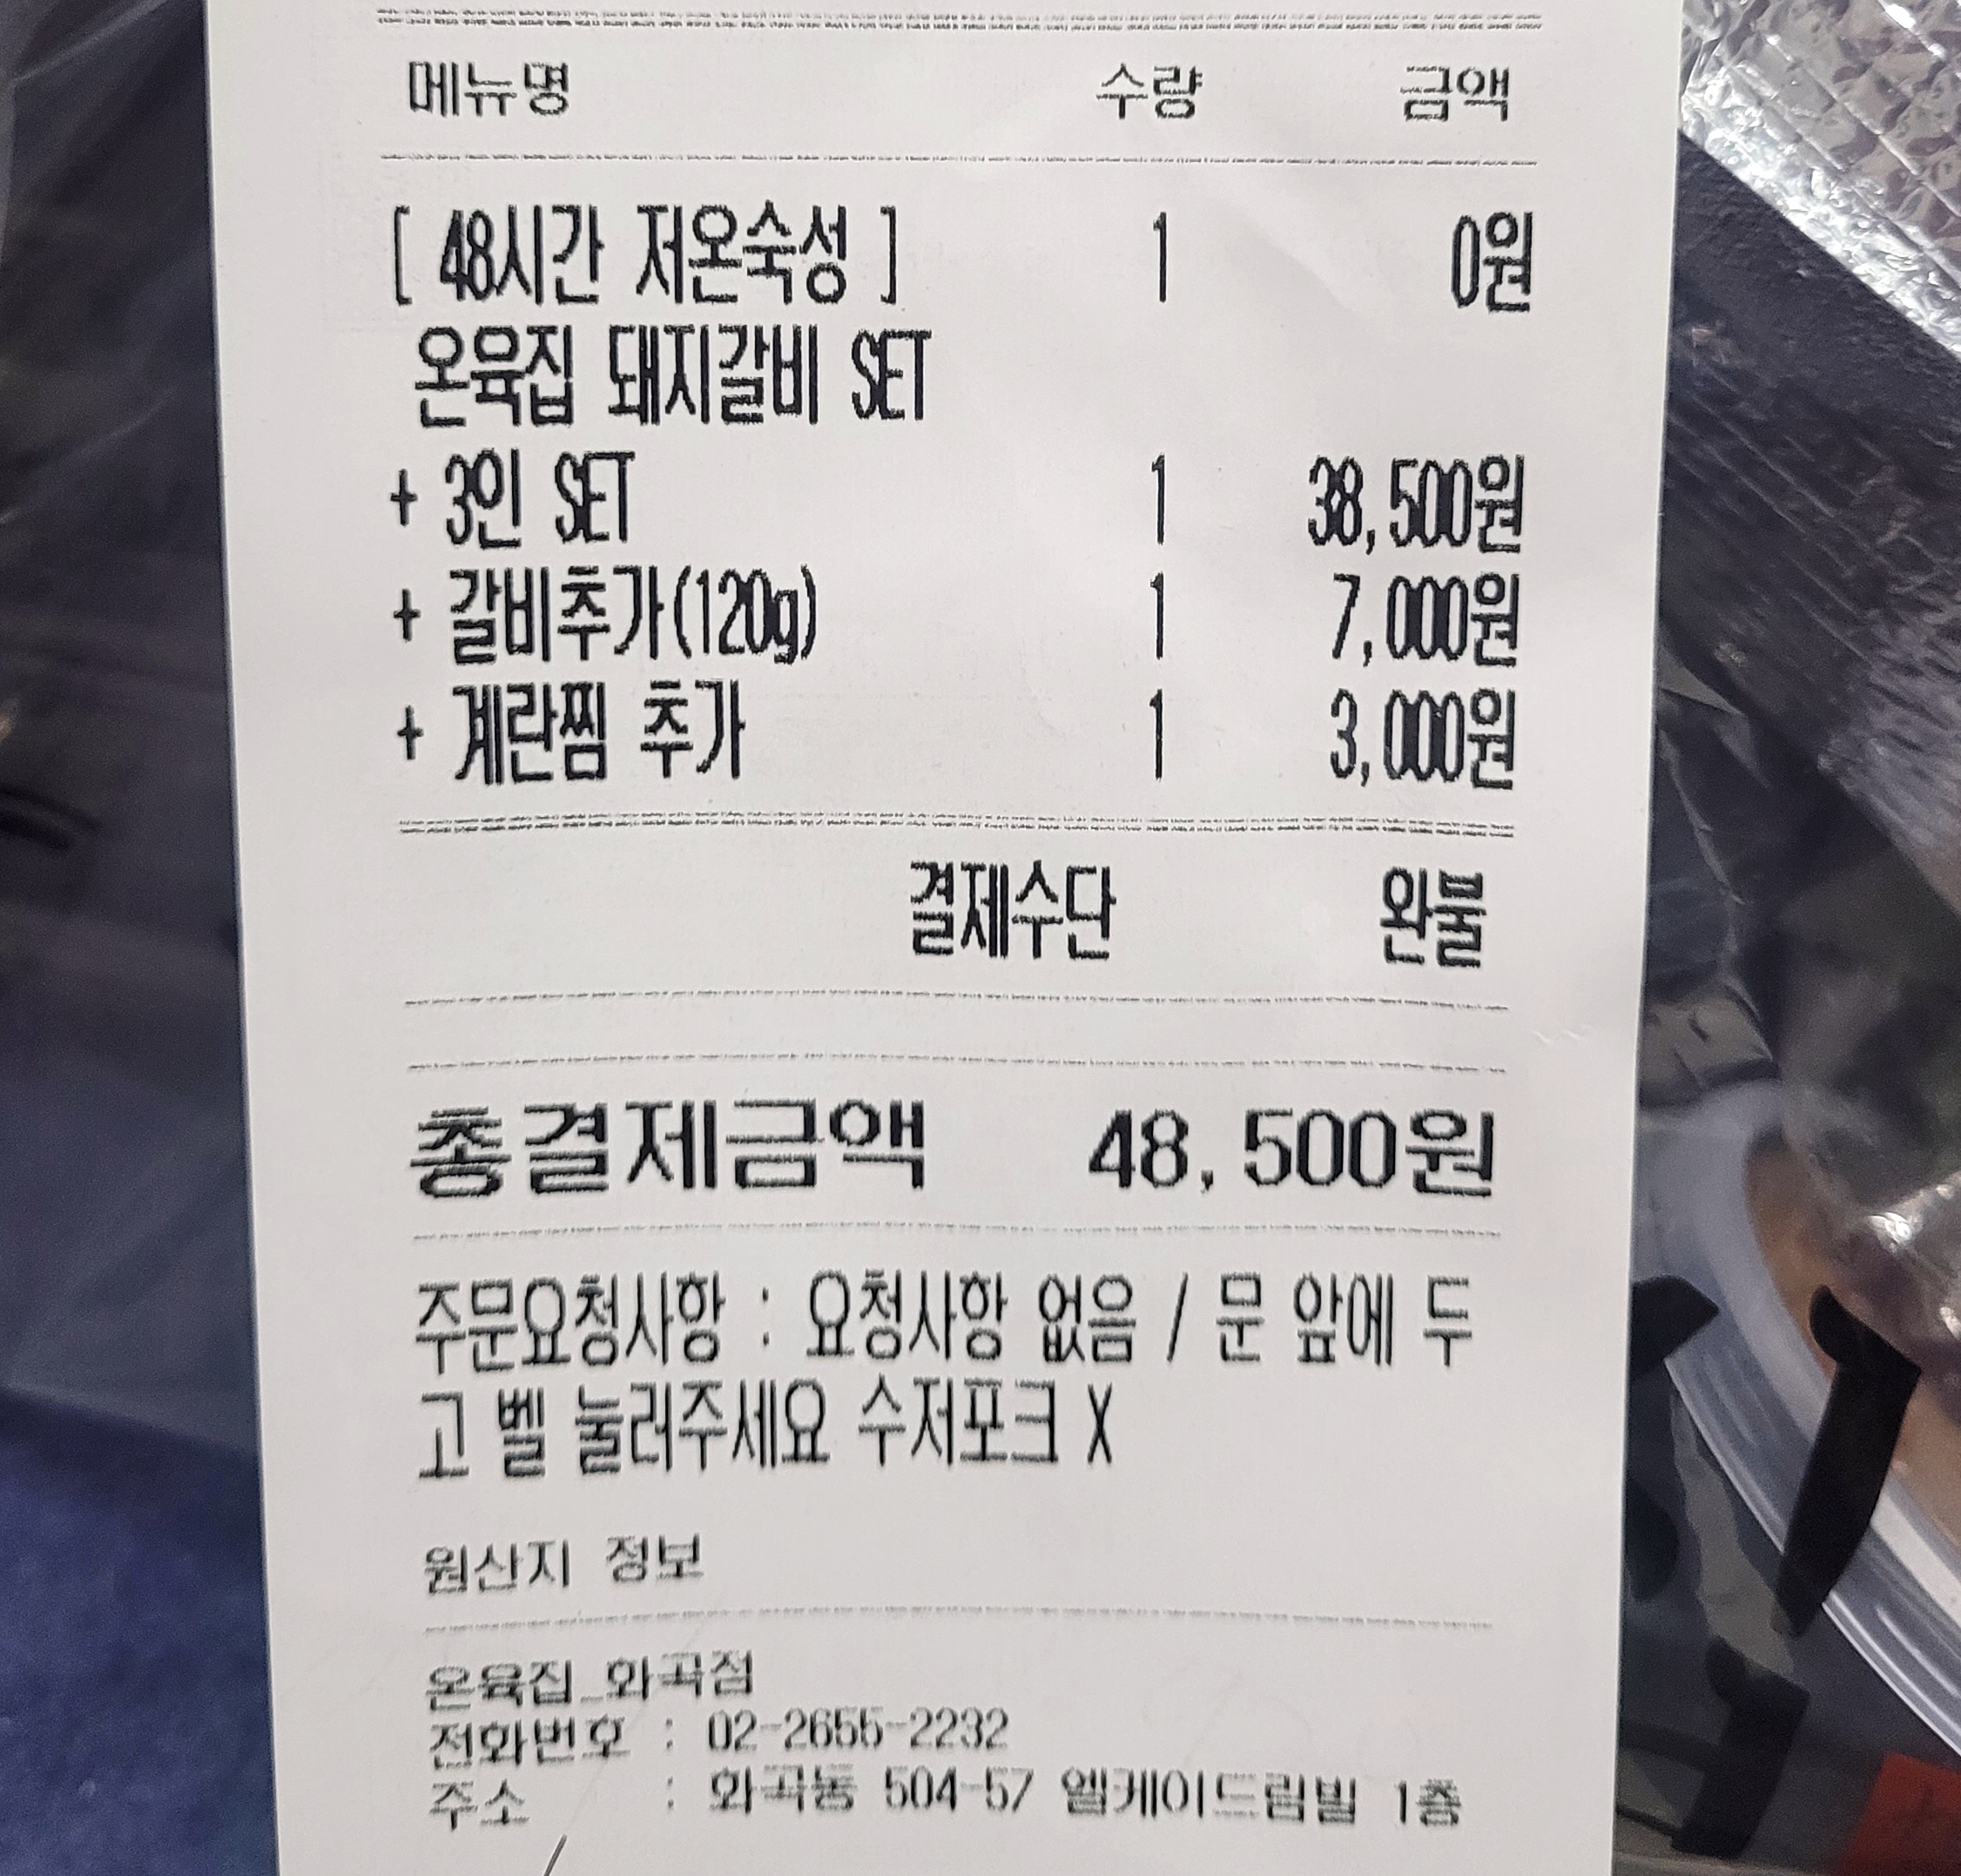 메뉴명 수량 금액
[ 48시간 저온숙성 ] 1 0원
온육집 돼지갈비 SET
+ 3인 SET 1 38,500원
+ 갈비추가(120g) 1 7,000원
+ 계란찜 추가 1 3,000원
결제수단 완불
총결제금액 48,500원
주문요청사항 : 요청사항 없음 / 문 앞에 두
고 벨 눌러주세요 수저포크 X
원산지 정보
온육집_화곡점
전화번호 : 02-2655-2232
주소 : 화곡동 504-57 엘케이드림빌 1층